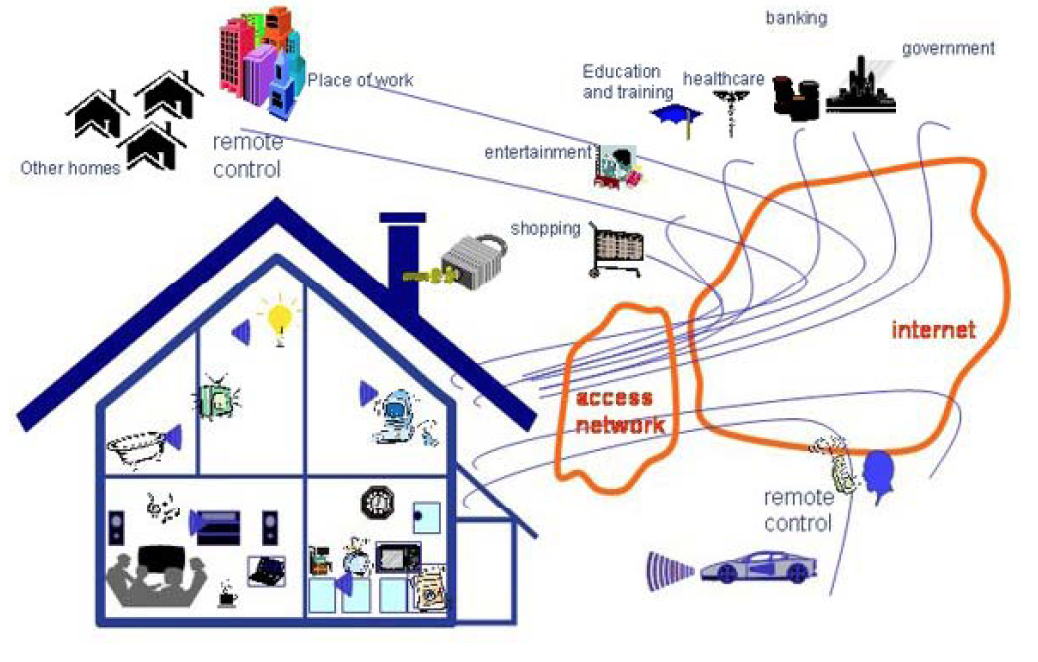 banking
government
Education
and training
healthcare
Place of work
remote
control
Other homes
entertainment
shopping
internet
access
network
remote
control